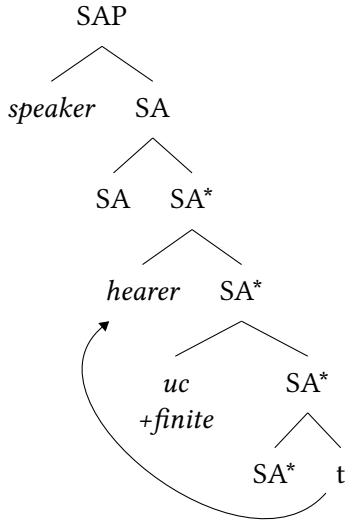 SAP
speaker SA
SA SA*
hearer SA*
uc SA*
+finite
SA* t